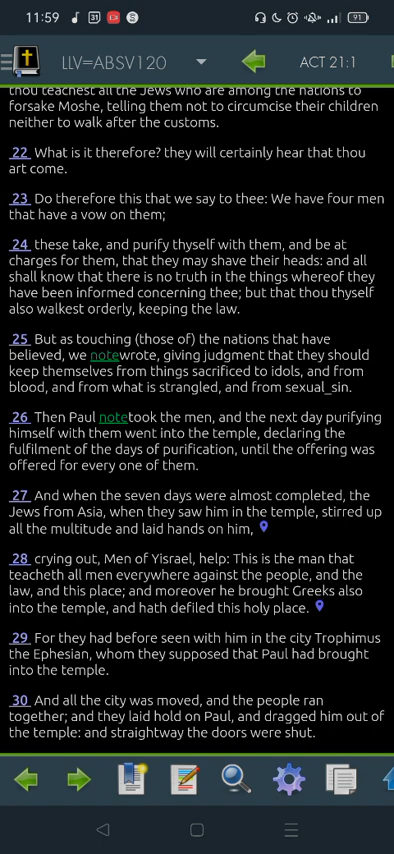 11:59 31 S 91
LLV=ABSV120 ACT 21:1
thou teachest all the Jews who are among the nations to
forsake Moshe, telling them not to circumcise their children
neither to walk after the customs.
22 What is it therefore? they will certainly hear that thou
art come.
23 Do therefore this that we say to thee: We have four men
that have a vow on them;
24 these take, and purify thyself with them, and be at
charges for them, that they may shave their heads: and all
shall know that there is no truth in the things whereof they
have been informed concerning thee; but that thou thyself
also walkest orderly, keeping the law.
25 But as touching (those of) the nations that have
believed, we notewrote, giving judgment that they should
keep themselves from things sacrificed to idols, and from
blood, and from what is strangled, and from sexual_sin.
26 Then Paul notetook the men, and the next day purifying
himself with them went into the temple, declaring the
fulfilment of the days of purification, until the offering was
offered for every one of them.
27 And when the seven days were almost completed, the
Jews from Asia, when they saw him in the temple, stirred up
all the multitude and laid hands on him,
28 crying out, Men of Yisrael, help: This is the man that
teacheth all men everywhere against the people, and the
law, and this place; and moreover he brought Greeks also
into the temple, and hath defiled this holy place.
29 For they had before seen with him in the city Trophimus
the Ephesian, whom they supposed that Paul had brought
into the temple.
30 And all the city was moved, and the people ran
together; and they laid hold on Paul, and dragged him out of
the temple: and straightway the doors were shut.